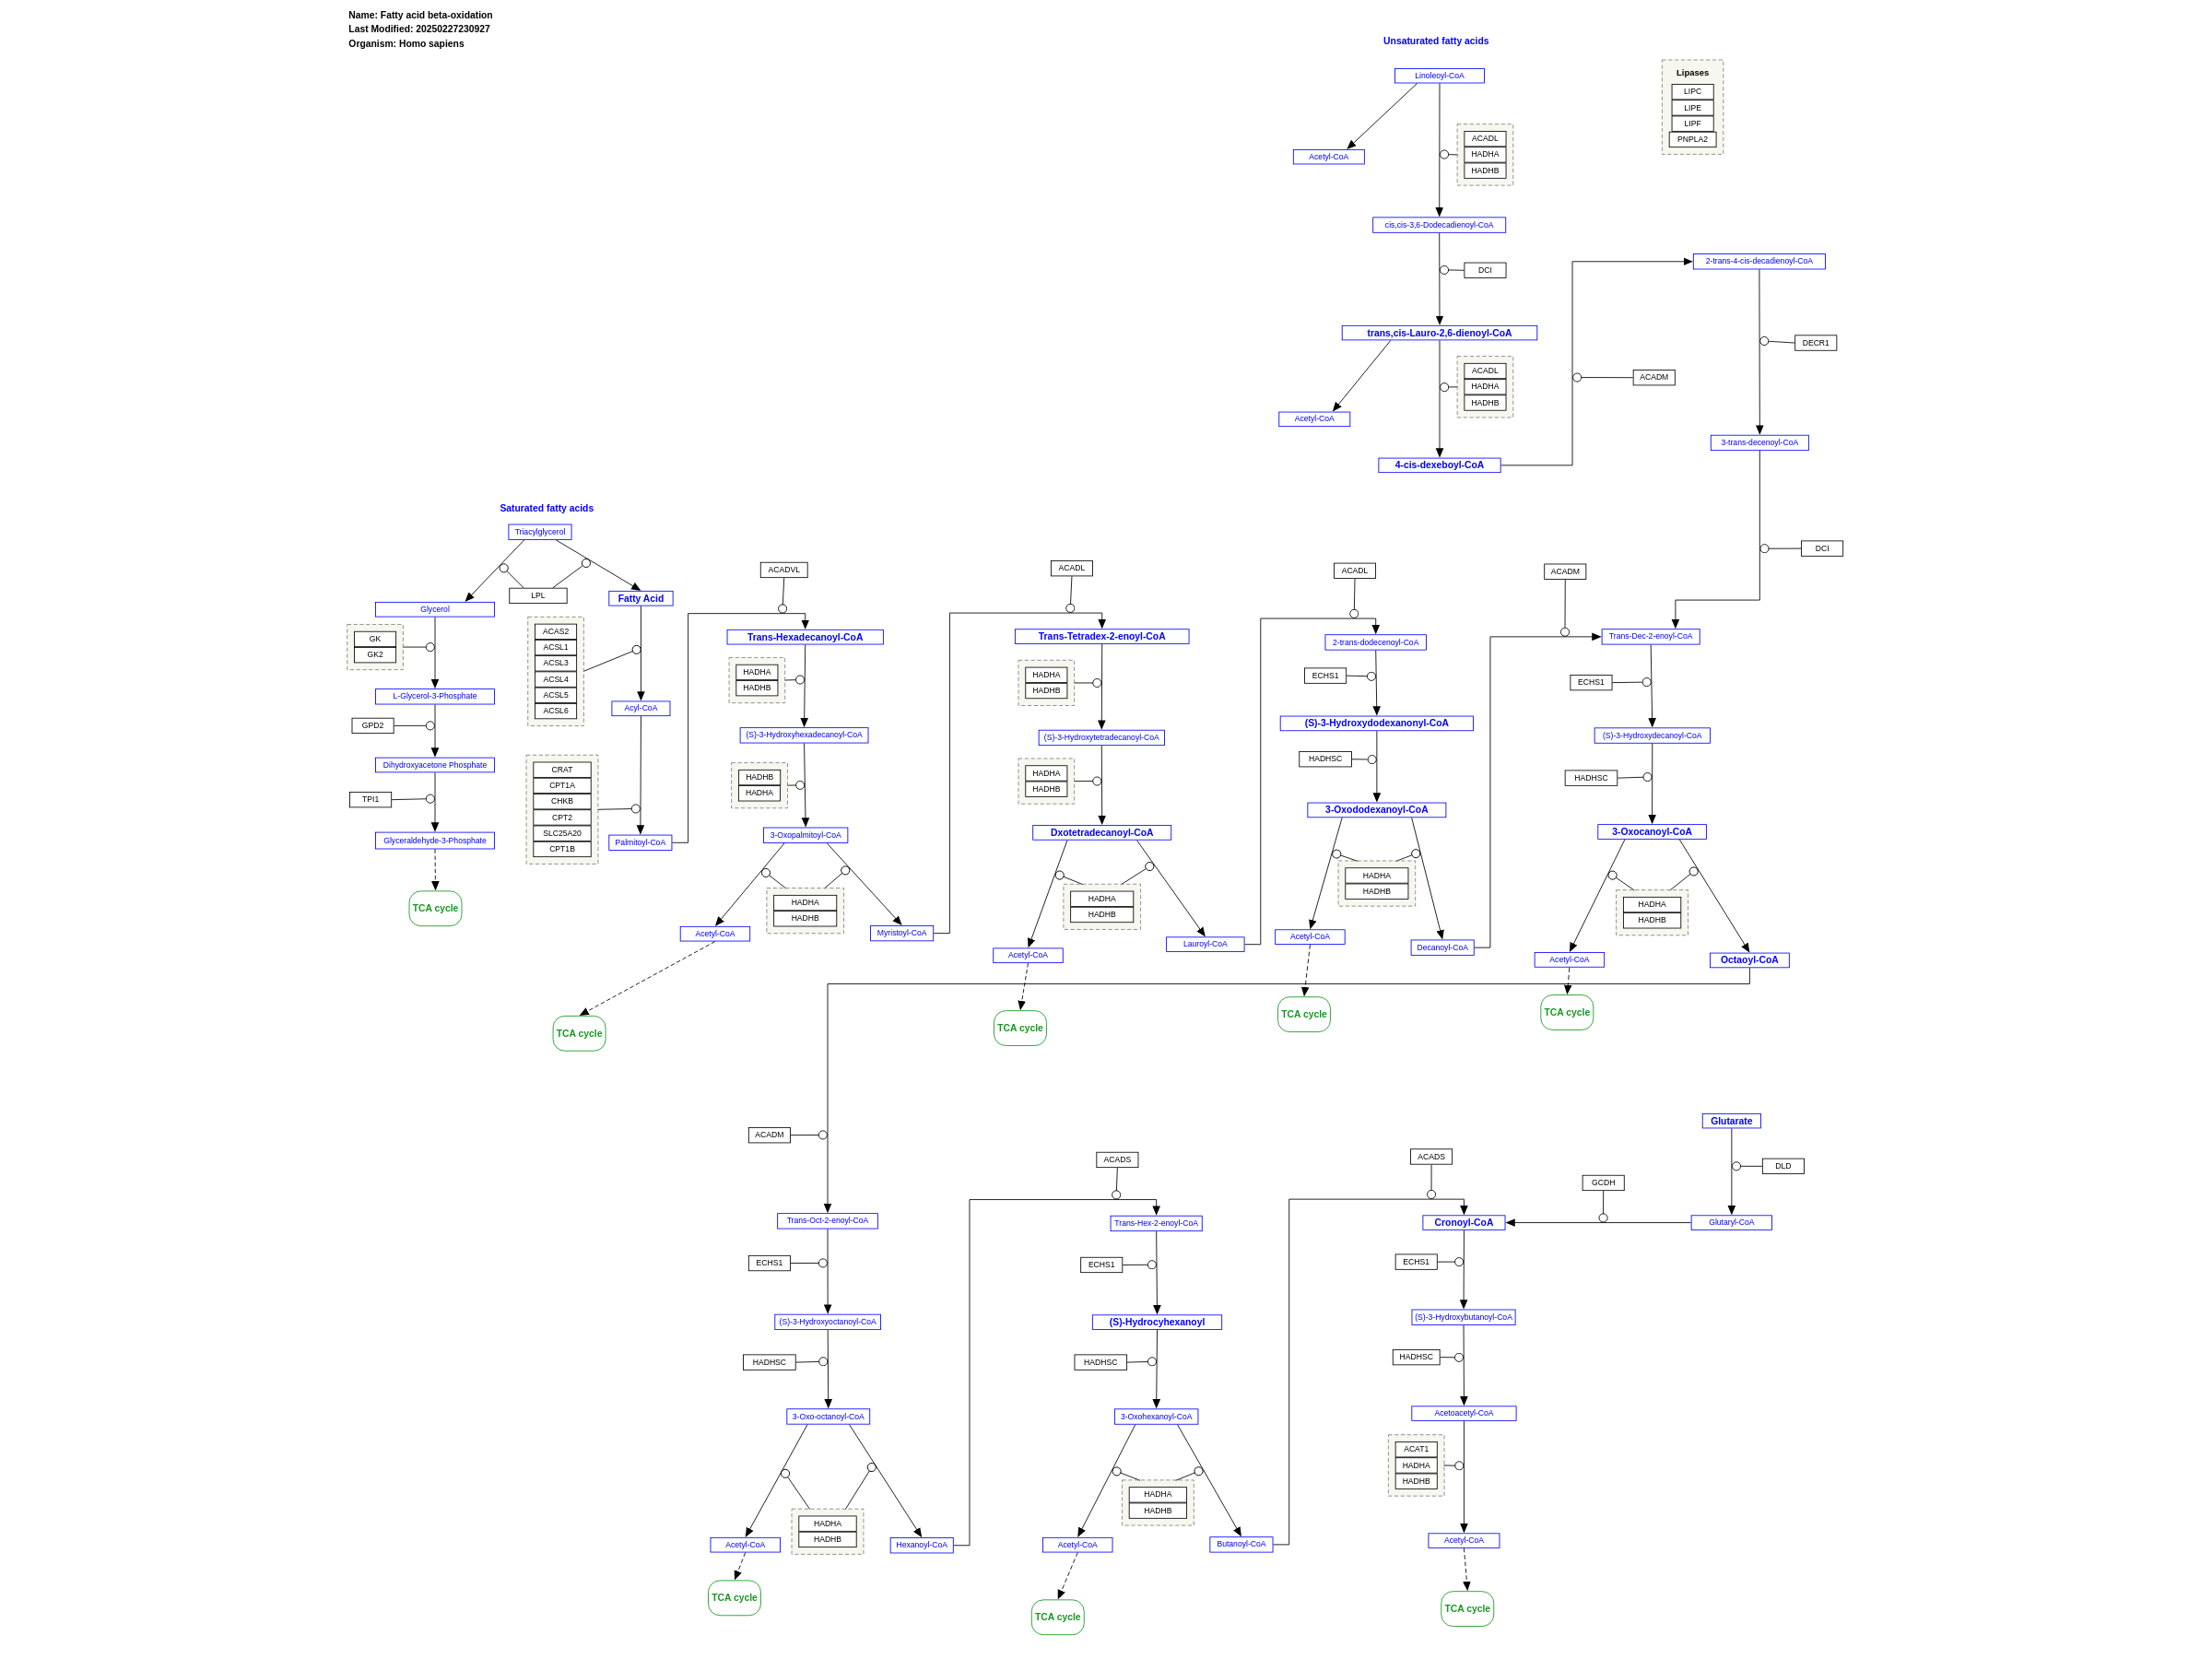 Name: Fatty acid beta-oxidation
Last Modified: 20250227230927
Organism: Homo sapiens
Unsaturated fatty acids
Linoleoyl-CoA
Acetyl-CoA
ACADL
HADHA
HADHB
cis,cis-3,6-Dodecadienoyl-CoA
DCI
trans,cis-Lauro-2,6-dienoyl-CoA
ACADL
HADHA
HADHB
Acetyl-CoA
4-cis-dexeboyl-CoA
Lipases
LIPC
LIPE
LIPF
PNPLA2
2-trans-4-cis-decadienoyl-CoA
DECR1
ACADM
3-trans-decenoyl-CoA
DCI
Saturated fatty acids
Triacylglycerol
LPL
Glycerol
GK
GK2
L-Glycerol-3-Phosphate
GPD2
Dihydroxyacetone Phosphate
TPI1
Glyceraldehyde-3-Phosphate
TCA cycle
Fatty Acid
ACAS2
ACSL1
ACSL3
ACSL4
ACSL5
ACSL6
Acyl-CoA
CRAT
CPT1A
CHKB
CPT2
SLC25A20
CPT1B
Palmitoyl-CoA
ACADVL
Trans-Hexadecanoyl-CoA
HADHA
HADHB
(S)-3-Hydroxyhexadecanoyl-CoA
HADHB
HADHA
3-Oxopalmitoyl-CoA
HADHA
HADHB
Acetyl-CoA
Myristoyl-CoA
TCA cycle
ACADL
Trans-Tetradex-2-enoyl-CoA
HADHA
HADHB
(S)-3-Hydroxytetradecanoyl-CoA
HADHA
HADHB
Dxotetradecanoyl-CoA
HADHA
HADHB
Acetyl-CoA
Lauroyl-CoA
TCA cycle
ACADL
2-trans-dodecenoyl-CoA
ECHS1
(S)-3-Hydroxydodexanonyl-CoA
HADHSC
3-Oxododexanoyl-CoA
HADHA
HADHB
Acetyl-CoA
Decanoyl-CoA
TCA cycle
ACADM
Trans-Dec-2-enoyl-CoA
ECHS1
(S)-3-Hydroxydecanoyl-CoA
HADHSC
3-Oxocanoyl-CoA
HADHA
HADHB
Acetyl-CoA
Octaoyl-CoA
TCA cycle
ACADM
Trans-Oct-2-enoyl-CoA
ECHS1
(S)-3-Hydroxyoctanoyl-CoA
HADHSC
3-Oxo-octanoyl-CoA
HADHA
HADHB
Acetyl-CoA
Hexanoyl-CoA
TCA cycle
ACADS
Trans-Hex-2-enoyl-CoA
ECHS1
(S)-Hydrocyhexanoyl
HADHSC
3-Oxohexanoyl-CoA
HADHA
HADHB
Acetyl-CoA
Butanoyl-CoA
TCA cycle
ACADS
Cronoyl-CoA
ECHS1
(S)-3-Hydroxybutanoyl-CoA
HADHSC
Acetoacetyl-CoA
ACAT1
HADHA
HADHB
Acetyl-CoA
TCA cycle
Glutarate
DLD
GCDH
Glutaryl-CoA